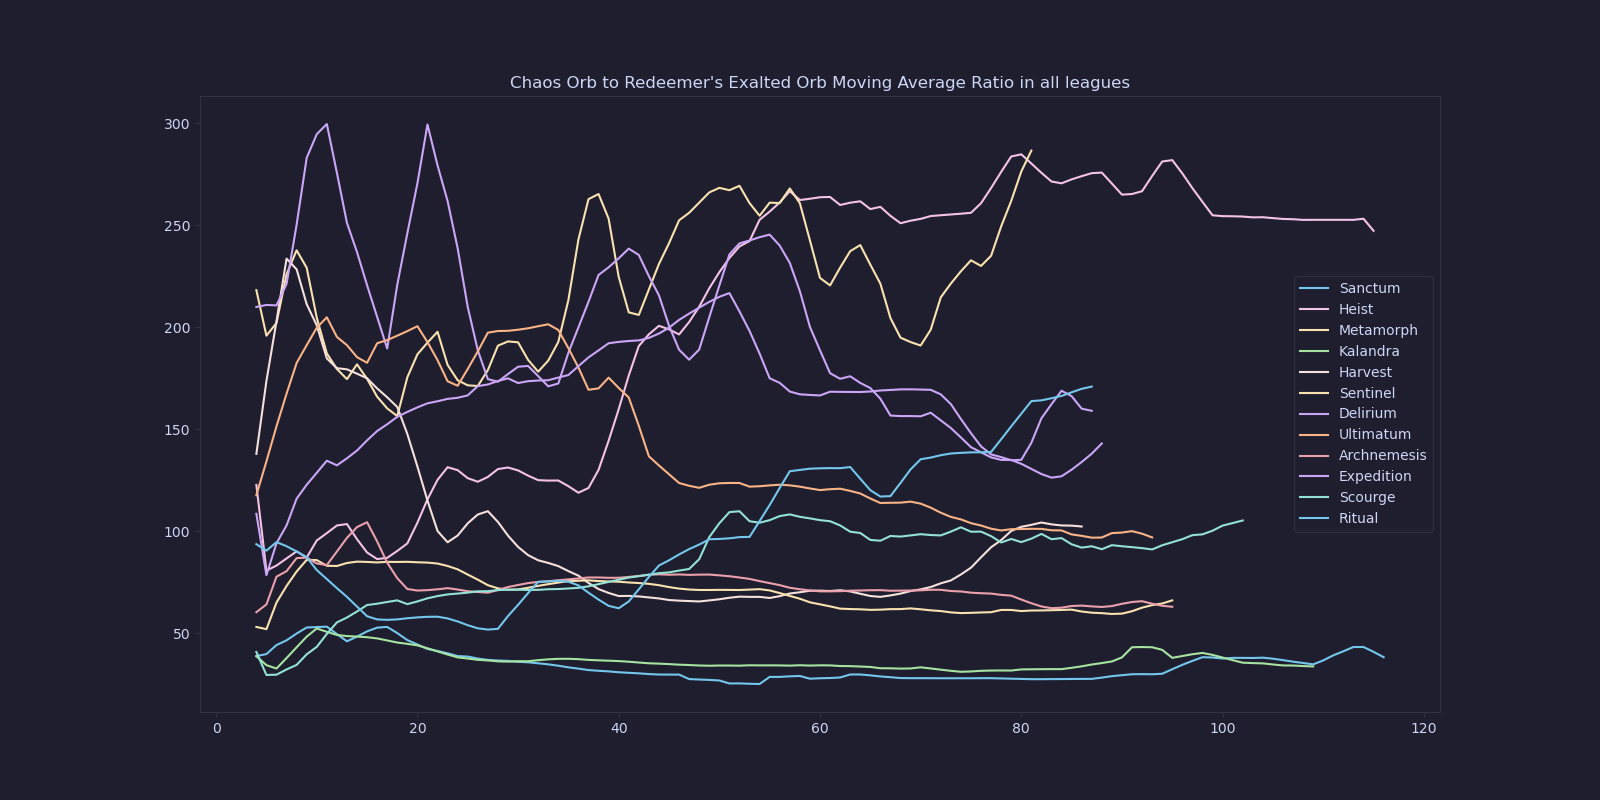 Chaos Orb to Redeemer's Exalted Orb Moving Average Ratio in all leagues
300
250
200
150
100
50
0 20 40 60 80 100 120
Sanctum
Heist
Metamorph
Kalandra
Harvest
Sentinel
Delirium
Ultimatum
Archnemesis
Expedition
Scourge
Ritual